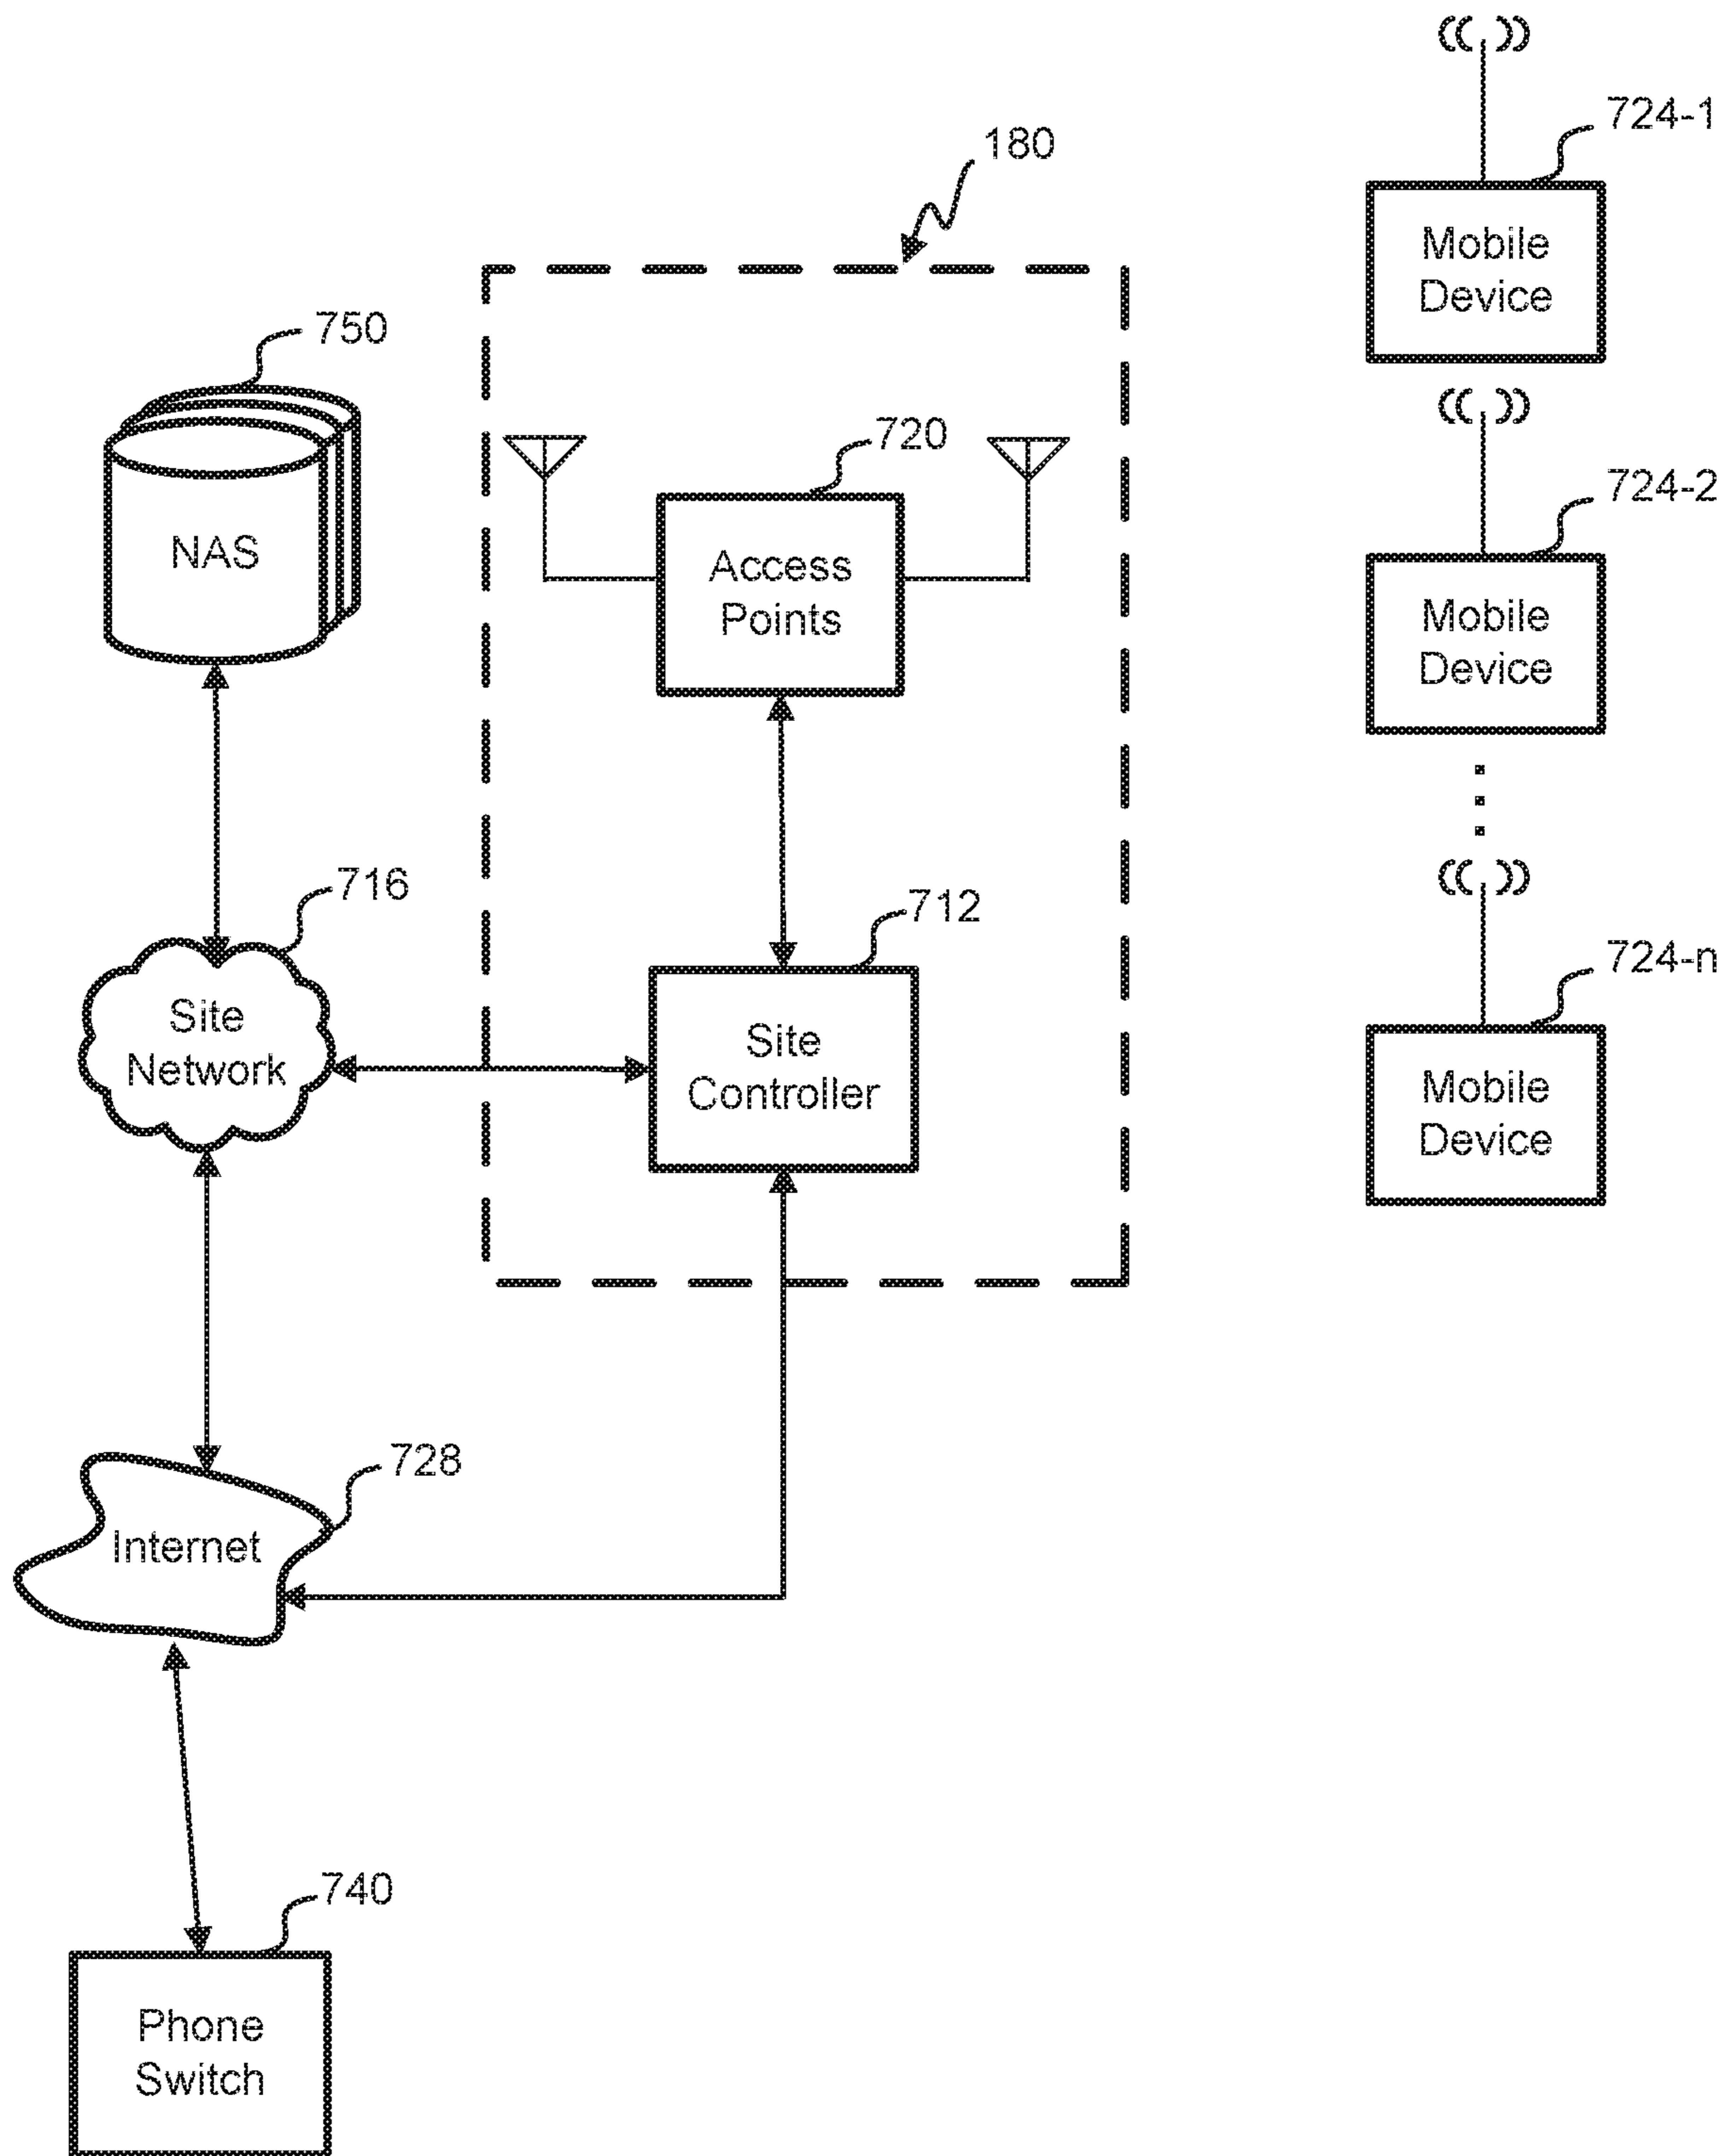 724-1
180
Mobile
Device
750
720
NAS
Access
Points
724-2
Mobile
Device
716
712
724-n
Site
Network
Site
Controller
Mobile
Device
728
Internet
740
Phone
Switch